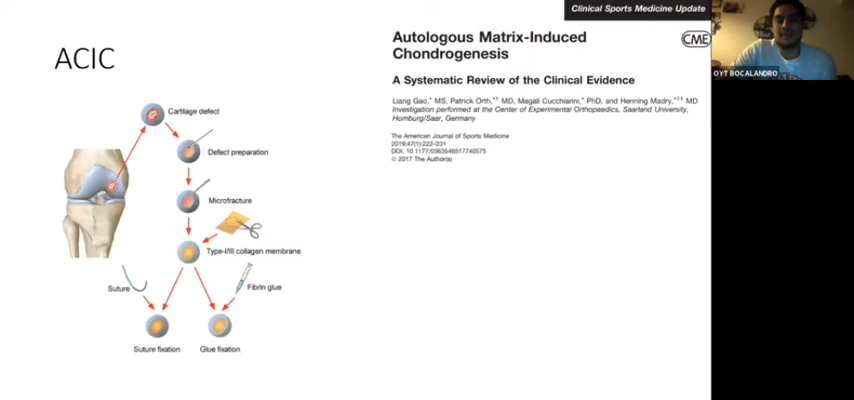 ACIC
Cartilage defect
Defect preparation
Microfracture
Type-I/III collagen membrane
Suture
Fibrin glue
Suture fixation
Glue fixation
Clinical Sports Medicine Update
Autologous Matrix-Induced
Chondrogenesis
CME
A Systematic Review of the Clinical Evidence
Liang Gao,* MS, Patrick Orth,*† MD, Magali Cucchiarini,* PhD, and Henning Madry,*†‡ MD
Investigation performed at the Center of Experimental Orthopaedics, Saarland University,
Homburg/Saar, Germany
The American Journal of Sports Medicine
2019;47(1):222–231
DOI: 10.1177/0363546517740575
© 2017 The Author(s)
OYT BOCALANDRO